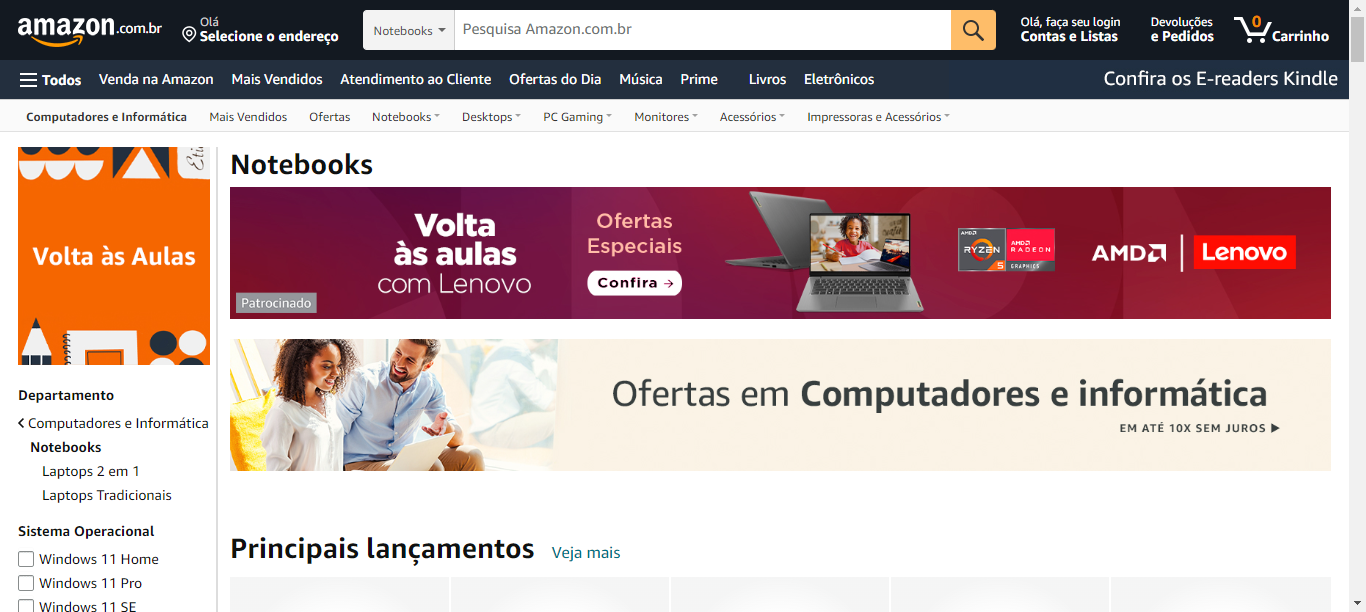 amazon.com.br
Olá
Selecione o endereço
Notebooks
Pesquisa Amazon.com.br
Olá, faça seu login
Contas e Listas
Devoluções
e Pedidos
0
Carrinho
Todos
Venda na Amazon
Mais Vendidos
Atendimento ao Cliente
Ofertas do Dia
Música
Prime
Livros
Eletrônicos
Confira os E-readers Kindle
Computadores e Informática
Mais Vendidos
Ofertas
Notebooks
Desktops
PC Gaming
Monitores
Acessórios
Impressoras e Acessórios
Volta às Aulas
Departamento
Computadores e Informática
Notebooks
Laptops 2 em 1
Laptops Tradicionais
Sistema Operacional
Windows 11 Home
Windows 11 Pro
Windows 11 SE
Notebooks
Volta
às aulas
com Lenovo
Patrocinado
Ofertas
Especiais
Confira →
AMD
RYZEN
5
AMD
RADEON
GRAPHICS
AMD
Lenovo
Ofertas em Computadores e informática
EM ATÉ 10X SEM JUROS
Principais lançamentos
Veja mais